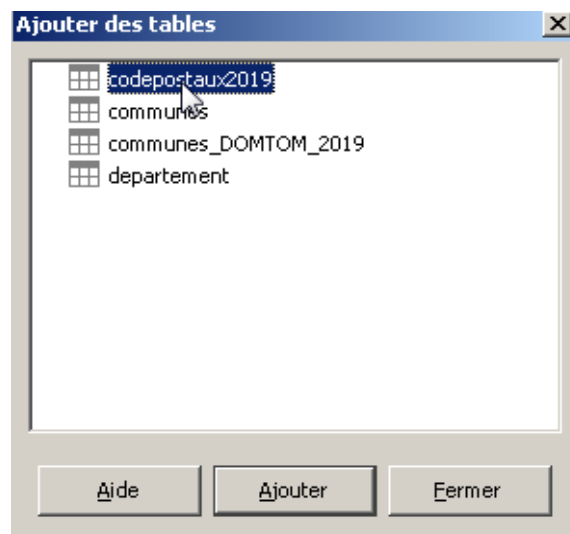 Ajouter des tables
codepostaux2019
communes
communes_DOMTOM_2019
departement
Aide
Ajouter
Fermer